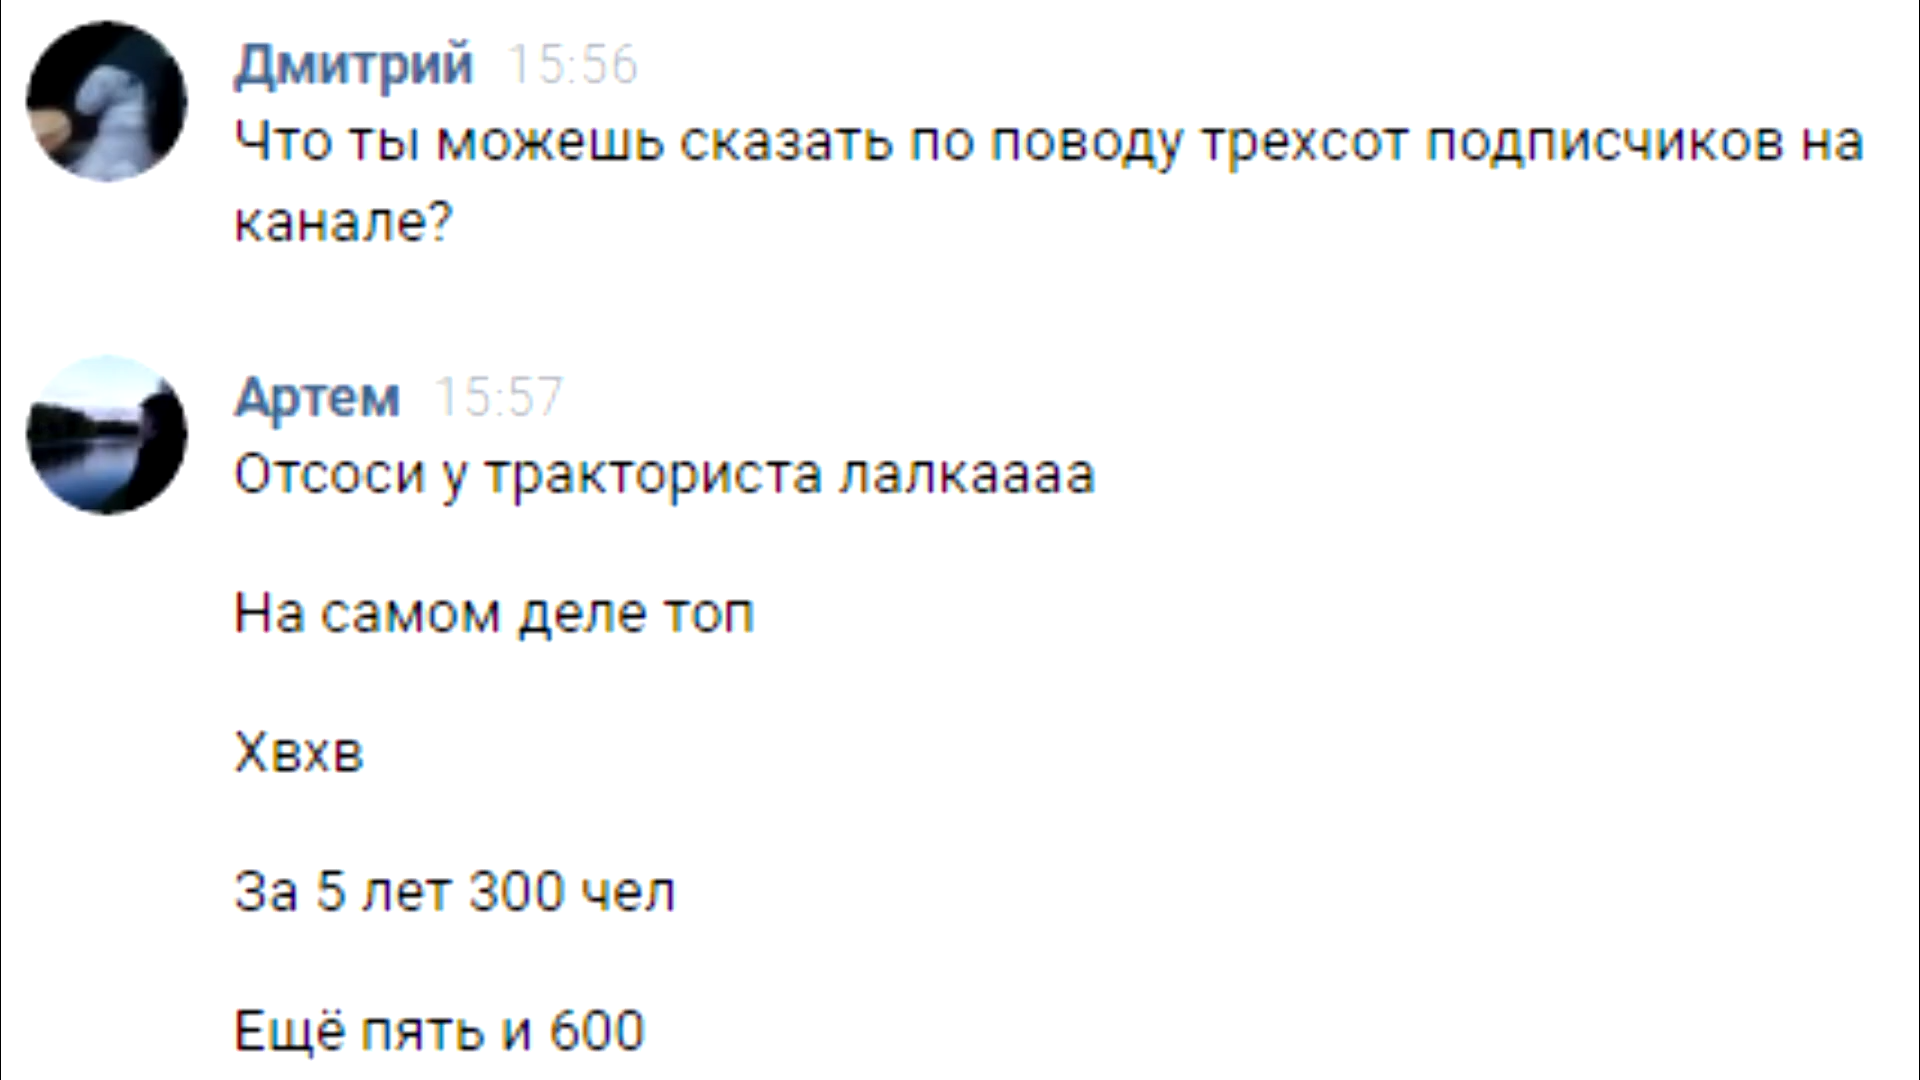 Дмитрий 15:56
Что ты можешь сказать по поводу трехсот подписчиков на
канале?
Артем 15:57
Отсоси у тракториста лалкаааа
На самом деле топ
Хвхв
За 5 лет 300 чел
Ещё пять и 600